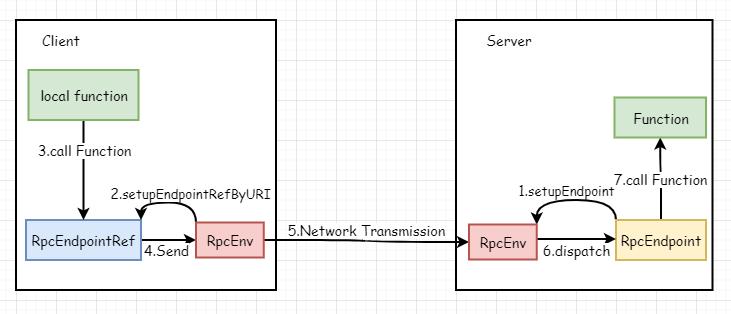 Client
local function
3.call Function
2.setupEndpointRefByURI
RpcEndpointRef
4.Send
RpcEnv
5.Network Transmission
Server
Function
7.call Function
1.setupEndpoint
RpcEnv
6.dispatch
RpcEndpoint